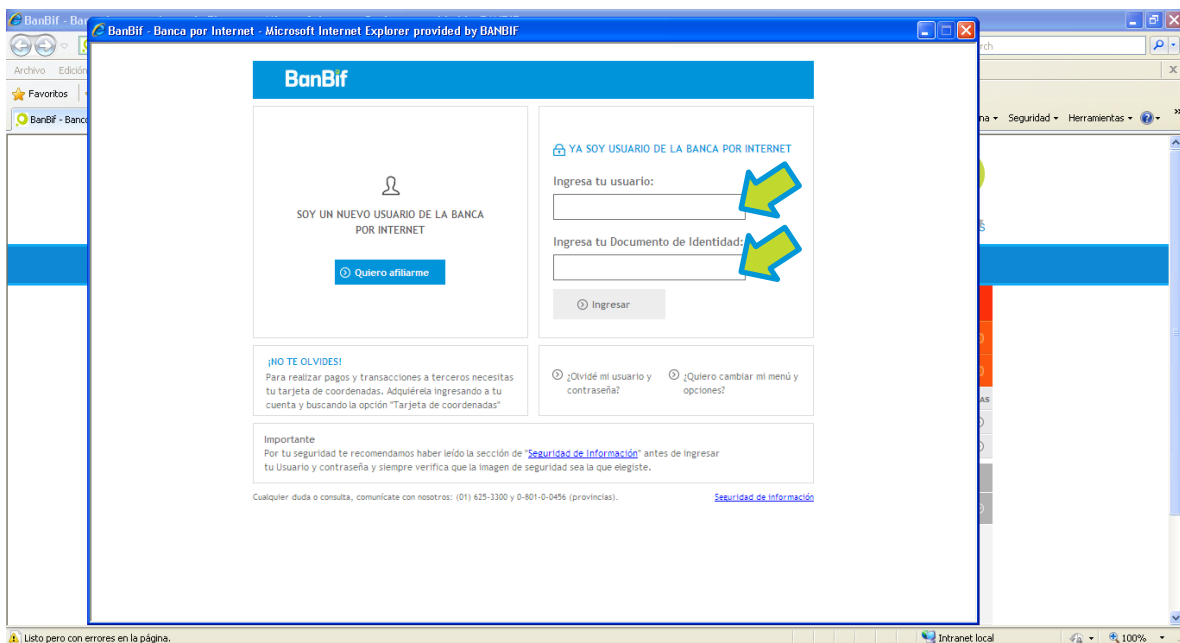 BanBif - Ba
BanBif - Banca por Internet - Microsoft Internet Explorer provided by BANBIF
rch
Archivo Edición
Favoritos
BanBif - Banco
na Seguridad Herramientas
BanBif
SOY UN NUEVO USUARIO DE LA BANCA
POR INTERNET
Quiero afiliarme
YA SOY USUARIO DE LA BANCA POR INTERNET
Ingresa tu usuario:
Ingresa tu Documento de Identidad:
Ingresar
¡NO TE OLVIDES!
Para realizar pagos y transacciones a terceros necesitas
tu tarjeta de coordenadas. Adquiérela ingresando a tu
cuenta y buscando la opción "Tarjeta de coordenadas"
¿Olvidé mi usuario y
contraseña?
¿Quiero cambiar mi menú y
opciones?
AS
Importante
Por tu seguridad te recomendamos haber leído la sección de "Seguridad de Información" antes de ingresar
tu Usuario y contraseña y siempre verifica que la imagen de seguridad sea la que elegiste.
Cualquier duda o consulta, comunícate con nosotros: (01) 625-3300 y 0-801-0-0456 (provincias).
Seguridad de información
Listo pero con errores en la página.
Intranet local
100%